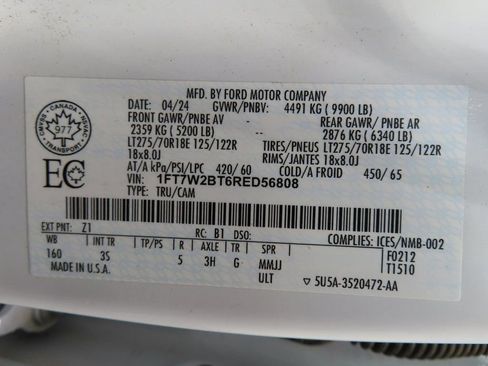 MFD. BY FORD MOTOR COMPANY
DATE: 04/24 GVWR/PNBV: 4491 KG (9900 LB)
FRONT GAWR/PNBE AV REAR GAWR/PNBE AR
2359 KG (5200 LB) -- 2876 KG (6340 LB)
LT275/70R18E 125/122R TIRES/PNEUS LT275/70R18E 125/122R
18x8.0J RIMS/JANTES 18x8.0J
AT/A kPa/PSI/LPC 420/60 COLD/A FROID 450/65
VIN: 1FT7W2BT6RED56808
TYPE: TRU/CAM
CANADA
977
TRANSPORT
EC
EXT PNT: Z1 RC: B1 DSO: COMPLIES: ICES/NMB-002
WB INT TR TP/PS R AXLE TR SPR F0212
160 3S 5 3H G MMJJ T1510
MADE IN U.S.A. ULT ▽ 5U5A-3520472-AA